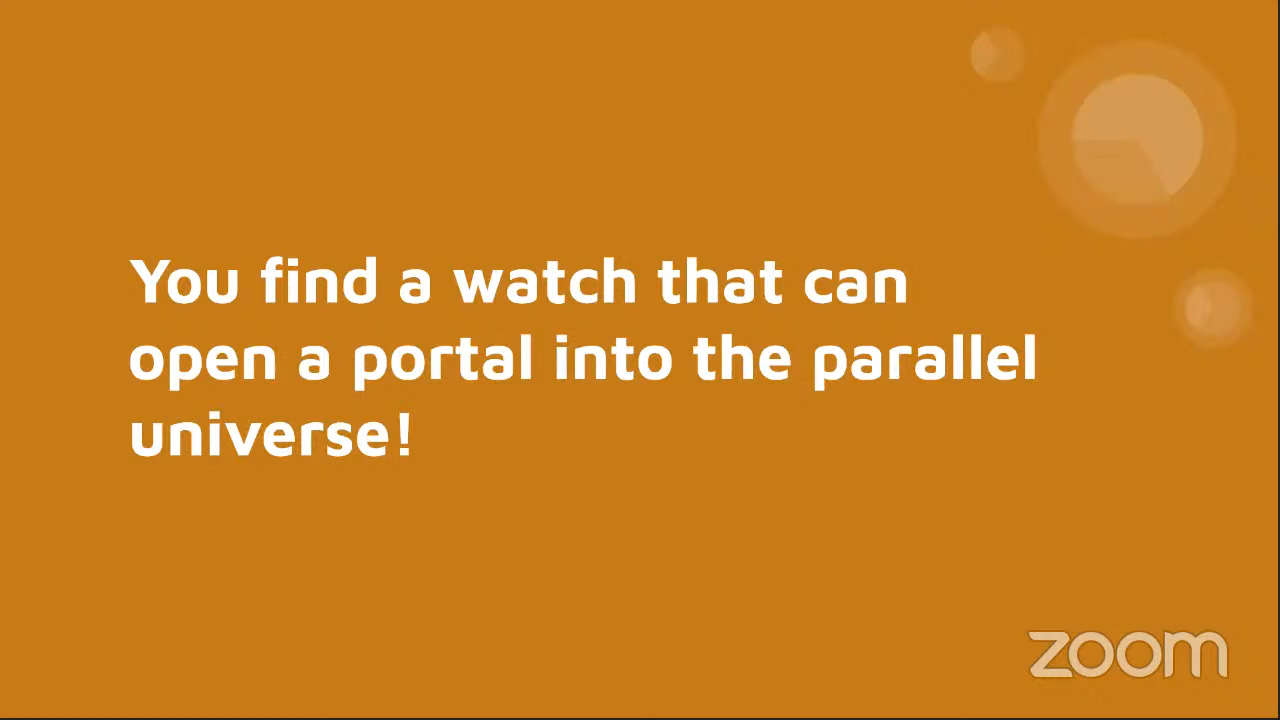 You find a watch that can
open a portal into the parallel
universe!
zoom